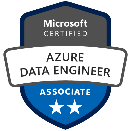 Microsoft
CERTIFIED
AZURE
DATA ENGINEER
ASSOCIATE